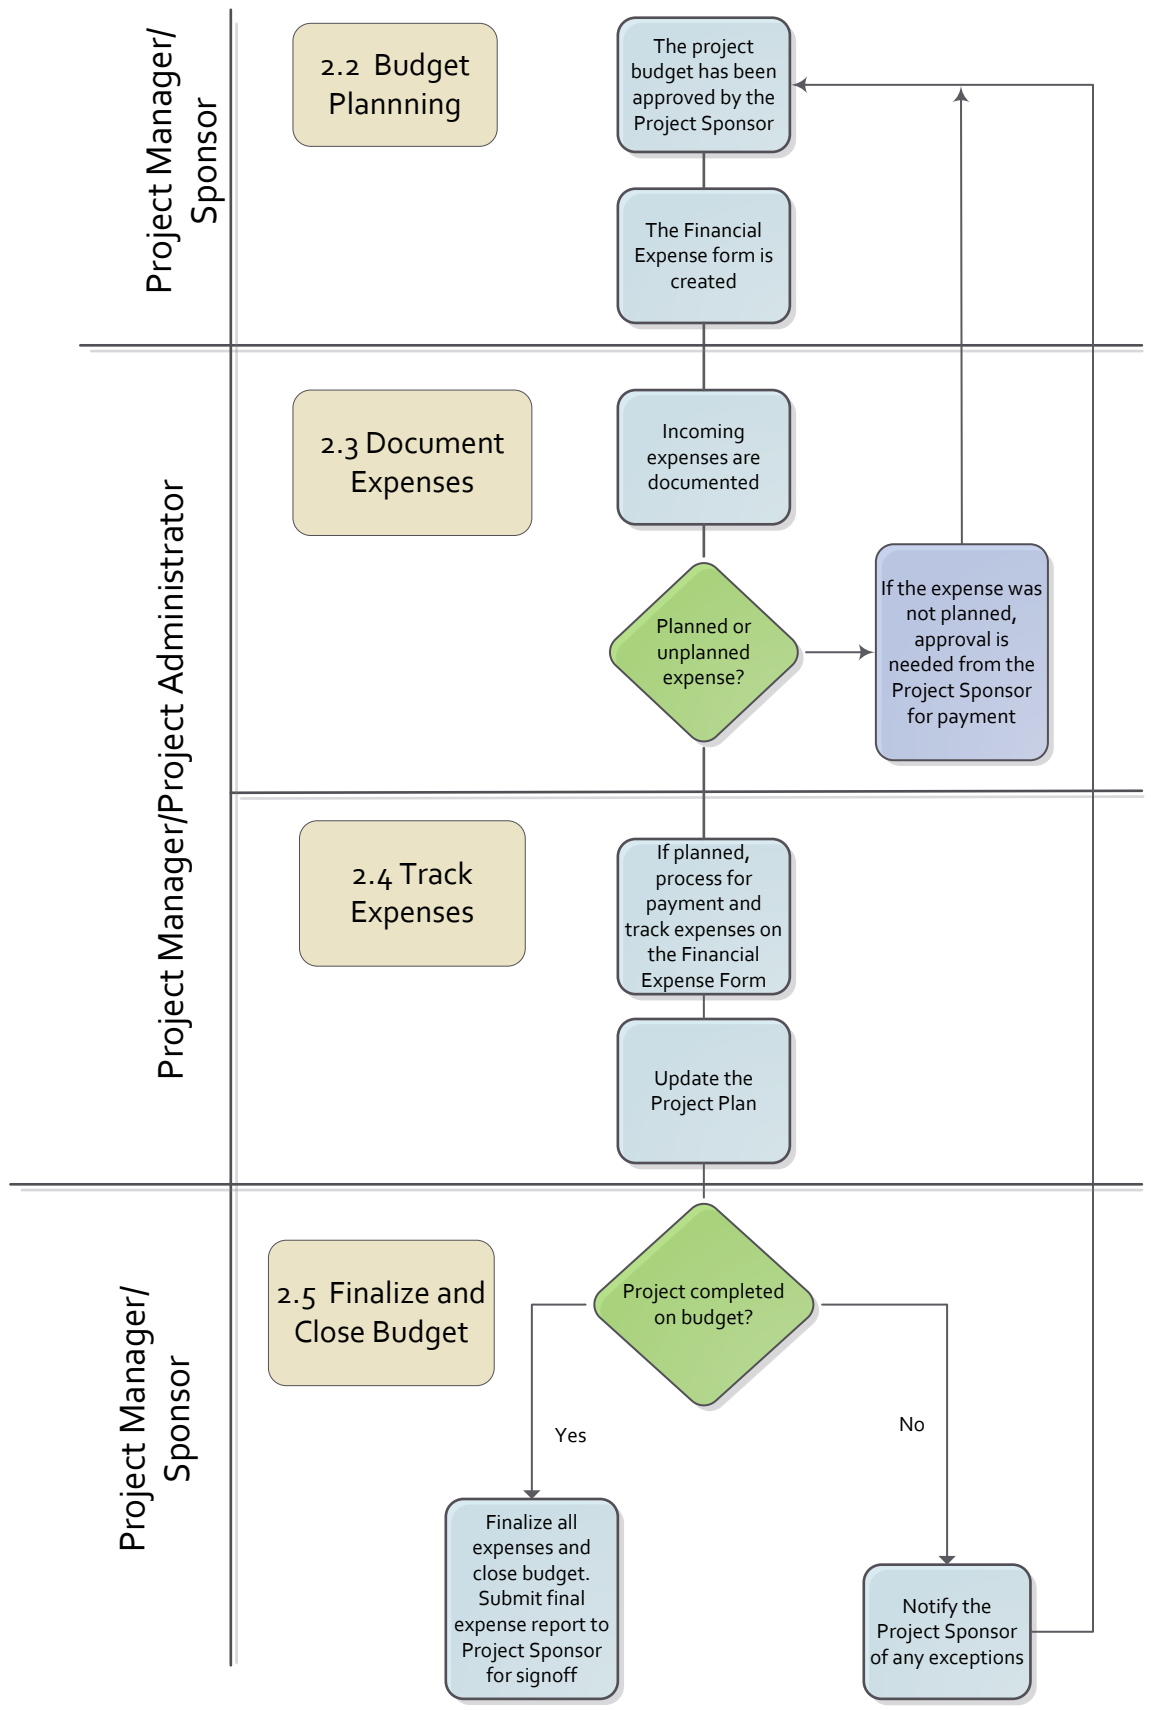 Project Manager/
Sponsor
2.2 Budget
Plannning
The project
budget has been
approved by the
Project Sponsor
The Financial
Expense form is
created
Project Manager/Project Administrator
2.3 Document
Expenses
Incoming
expenses are
documented
Planned or
unplanned
expense?
If the expense was
not planned,
approval is
needed from the
Project Sponsor
for payment
2.4 Track
Expenses
If planned,
process for
payment and
track expenses on
the Financial
Expense Form
Update the
Project Plan
Project Manager/
Sponsor
2.5 Finalize and
Close Budget
Project completed
on budget?
Yes
No
Finalize all
expenses and
close budget.
Submit final
expense report to
Project Sponsor
for signoff
Notify the
Project Sponsor
of any exceptions